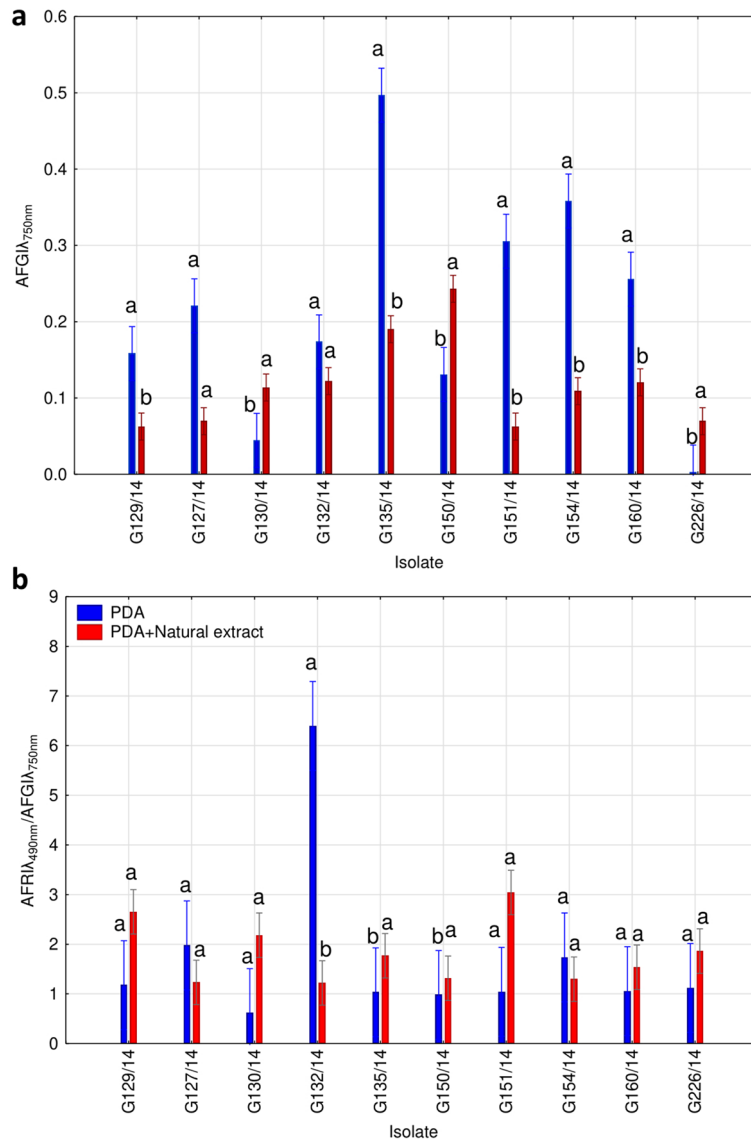 a
0.6
0.5
0.4
0.3
0.2
0.1
0.0
AFGIλ750nm
a b
a a
b a
a a
a b
b a
a b
a b
a b
b a
G129/14
G127/14
G130/14
G132/14
G135/14
G150/14
G151/14
G154/14
G160/14
G226/14
Isolate
b
9
8
7
6
5
4
3
2
1
0
AFRIλ490nm/AFGIλ750nm
PDA
PDA+Natural extract
a a
a a
a a
a b
b a
b a
a a
a a
a a
a a
G129/14
G127/14
G130/14
G132/14
G135/14
G150/14
G151/14
G154/14
G160/14
G226/14
Isolate